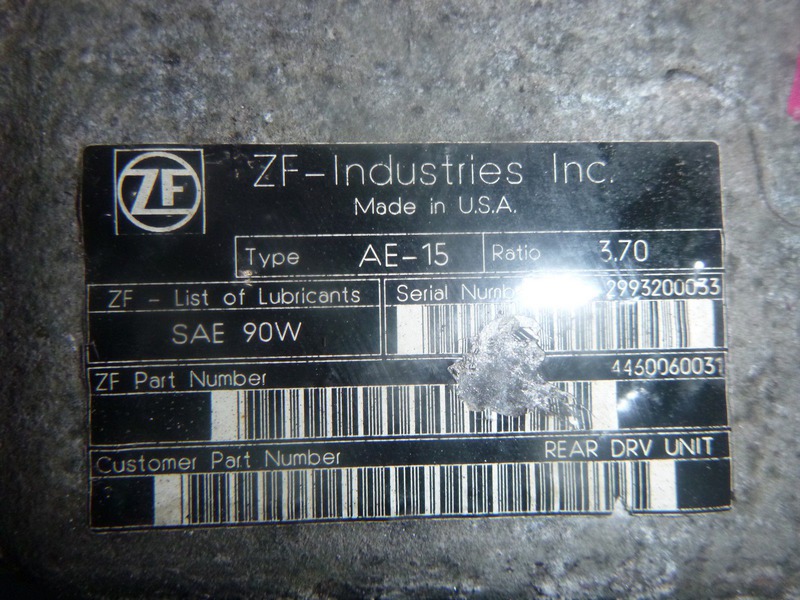 ZF
ZF-Industries Inc.
Made in U.S.A.
Type AE-15 Ratio 3.70
ZF - List of Lubricants
SAE 90W
Serial 2993200033
ZF Part Number 4460060031
Customer Part Number REAR DRV UNIT